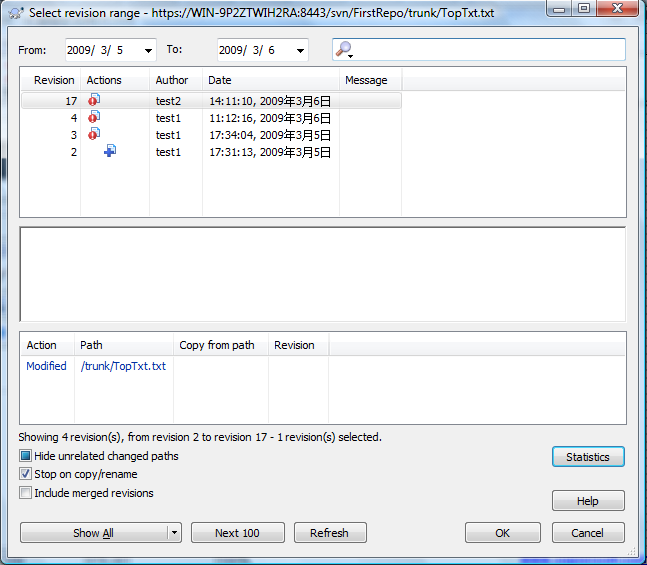 Select revision range - https://WIN-9P2ZTWIH2RA:8443/svn/FirstRepo/trunk/TopTxt.txt
From: 2009/ 3/ 5 To: 2009/ 3/ 6
Revision Actions Author Date Message
17 test2 14:11:10, 2009年3月6日
4 test1 11:12:16, 2009年3月6日
3 test1 17:34:04, 2009年3月5日
2 test1 17:31:13, 2009年3月5日
Action Path Copy from path Revision
Modified /trunk/TopTxt.txt
Showing 4 revision(s), from revision 2 to revision 17 - 1 revision(s) selected.
Hide unrelated changed paths
Statistics
Stop on copy/rename
Include merged revisions
Help
Show All Next 100 Refresh OK Cancel